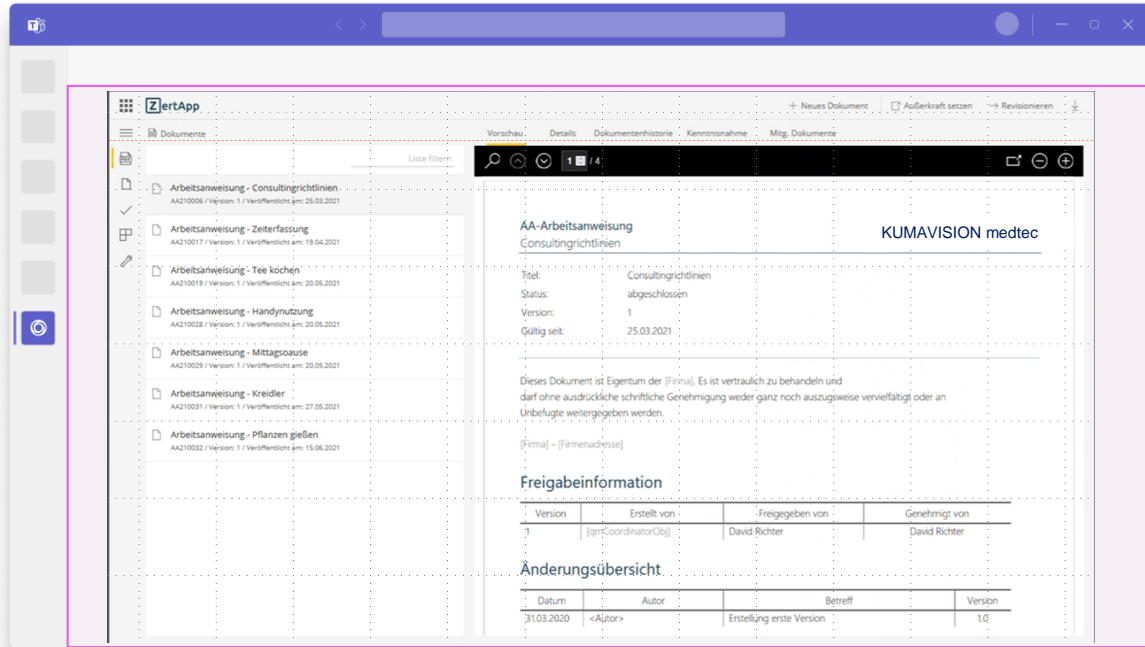 ZertApp
+ Neues Dokument
Außerkraft setzen
Revisionieren
Dokumente
Vorschau Details Dokumentenhistorie Kenntnisnahme Mitg. Dokumente
Liste filtern
1 / 4
Arbeitsanweisung - Consultingrichtlinien
AA210006 / Version: 1 / Veröffentlicht am: 25.03.2021
Arbeitsanweisung - Zeiterfassung
AA210017 / Version: 1 / Veröffentlicht am: 19.04.2021
Arbeitsanweisung - Tee kochen
AA210019 / Version: 1 / Veröffentlicht am: 20.05.2021
Arbeitsanweisung - Handynutzung
AA210028 / Version: 1 / Veröffentlicht am: 20.05.2021
Arbeitsanweisung - Mittagsoause
AA210029 / Version: 1 / Veröffentlicht am: 20.05.2021
Arbeitsanweisung - Kreidler
AA210031 / Version: 1 / Veröffentlicht am: 27.05.2021
Arbeitsanweisung - Pflanzen gießen
AA210032 / Version: 1 / Veröffentlicht am: 15.06.2021
AA-Arbeitsanweisung
Consultingrichtlinien
KUMAVISION medtec
Titel: Consultingrichtlinien
Status: abgeschlossen
Version: 1
Gültig seit: 25.03.2021
Dieses Dokument ist Eigentum der [Firma]. Es ist vertraulich zu behandeln und
darf ohne ausdrückliche schriftliche Genehmigung weder ganz noch auszugsweise vervielfältigt oder an
Unbefugte weitergegeben werden.
[Firma] – [Firmenadresse]
Freigabeinformation
Version Erstellt von Freigegeben von Genehmigt von
1 [qmCoordinatorObj] David Richter David Richter
Änderungsübersicht
Datum Autor Betreff Version
31.03.2020 <Autor> Erstellung erste Version 1.0